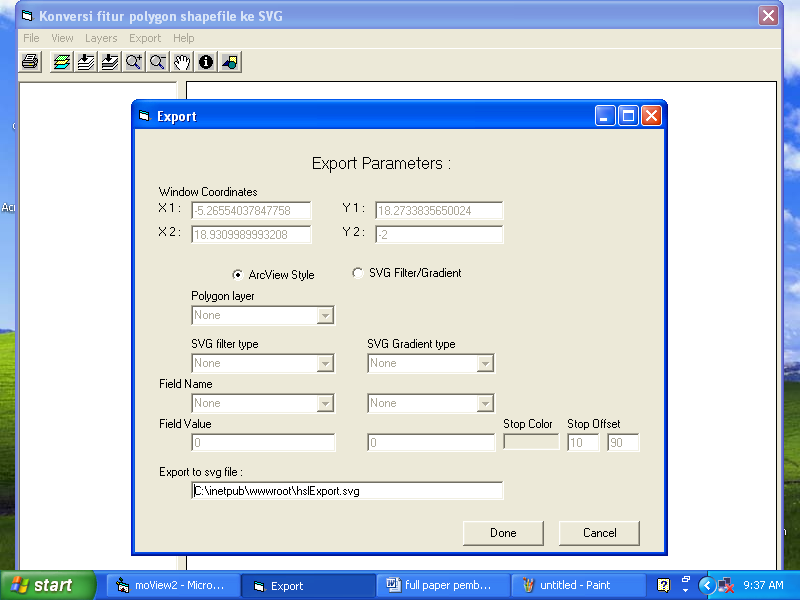 Konversi fitur polygon shapefile ke SVG
File View Layers Export Help
Export
Export Parameters :
Window Coordinates
X1 : -5.26554037847758 Y1 : 18.2733835650024
X2 : 18.9309989993208 Y2 : -2
ArcView Style SVG Filter/Gradient
Polygon layer
None
SVG filter type SVG Gradient type
None None
Field Name
None None
Field Value Stop Color Stop Offset
0 0 10 90
Export to svg file :
C:\inetpub\wwwroot\hslExport.svg
Done Cancel
start moView2 - Micro... Export full paper pemb... untitled - Paint 9:37 AM